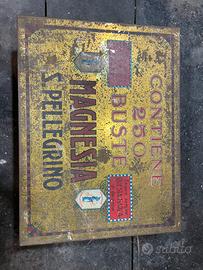 CONTIENE
250
BUSTE
MAGNESIA
S. PELLEGRINO
subito